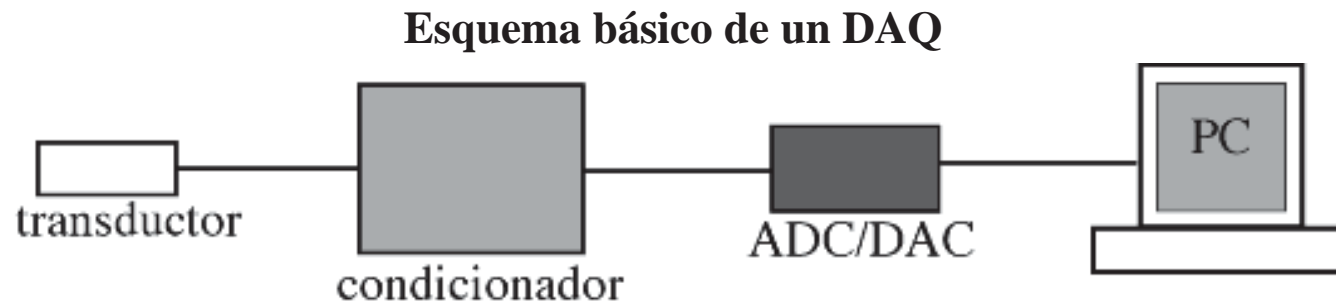 Esquema básico de un DAQ
PC
transductor
ADC/DAC
condicionador